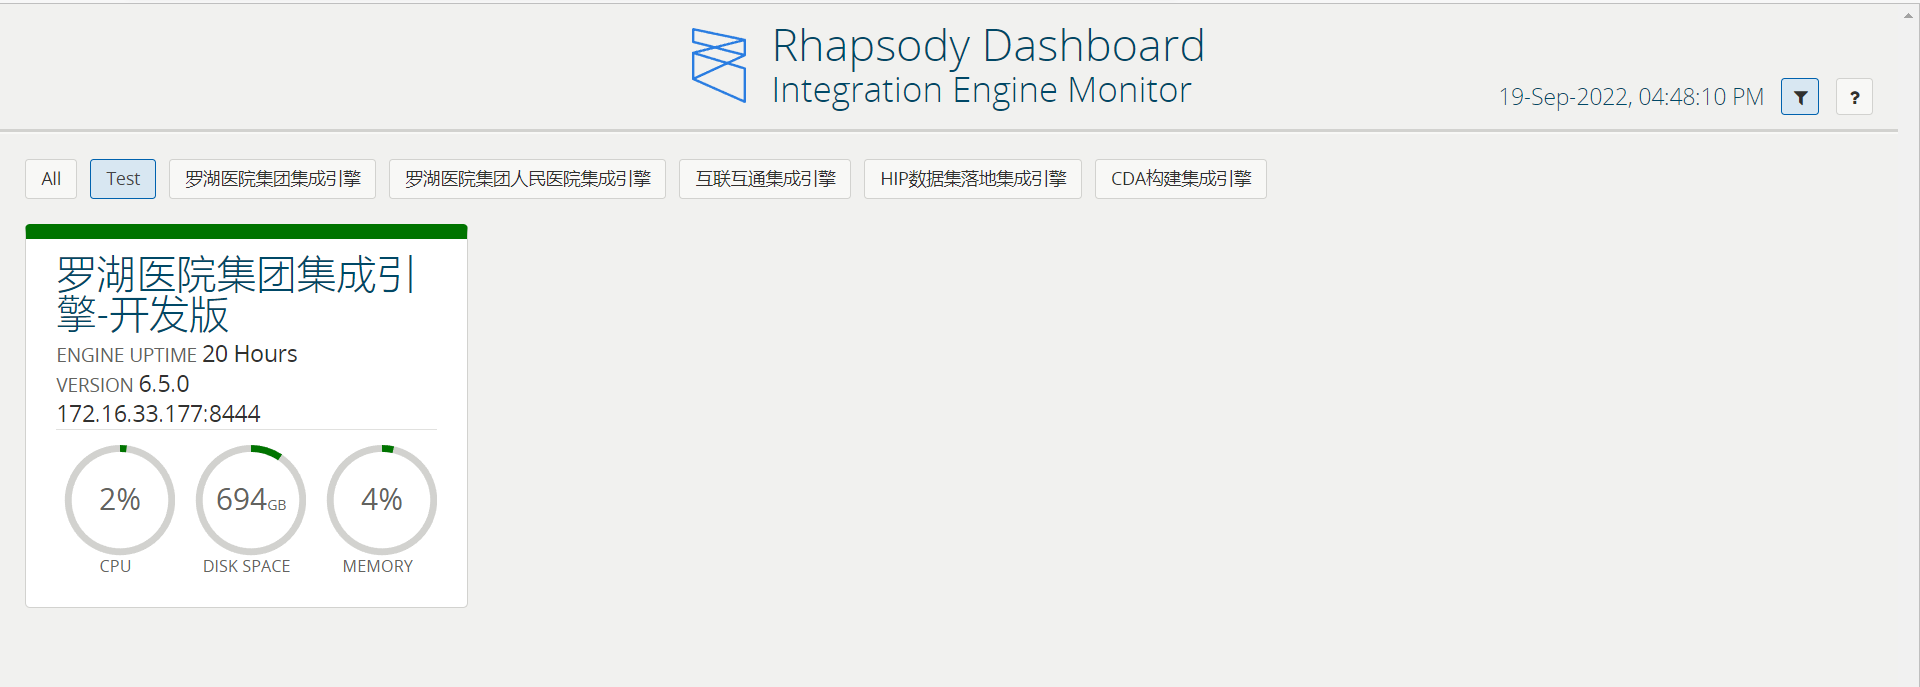 Rhapsody Dashboard
Integration Engine Monitor
19-Sep-2022, 04:48:10 PM
?
All
Test
罗湖医院集团集成引擎
罗湖医院集团人民医院集成引擎
互联互通集成引擎
HIP数据集落地集成引擎
CDA构建集成引擎
罗湖医院集团集成引
擎-开发版
ENGINE UPTIME 20 Hours
VERSION 6.5.0
172.16.33.177:8444
2%
694GB
4%
CPU
DISK SPACE
MEMORY